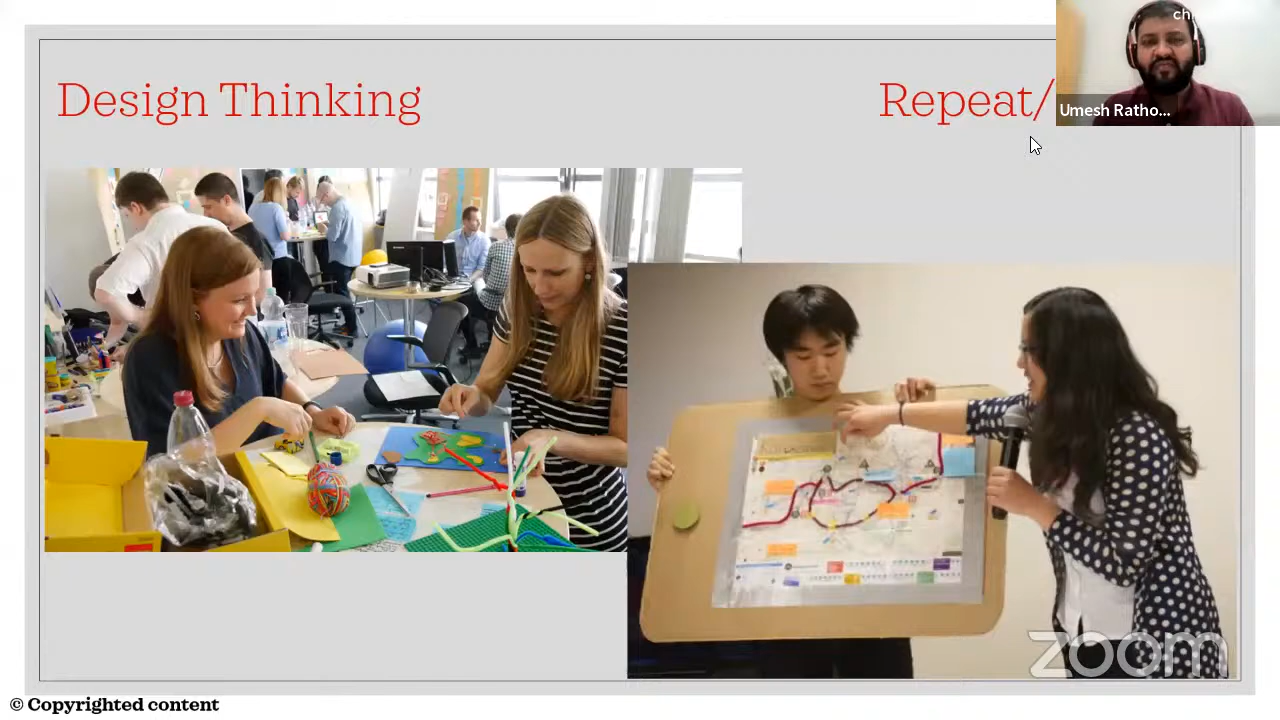 Design Thinking
Repeat/
Umesh Ratho...
zoom
© Copyrighted content